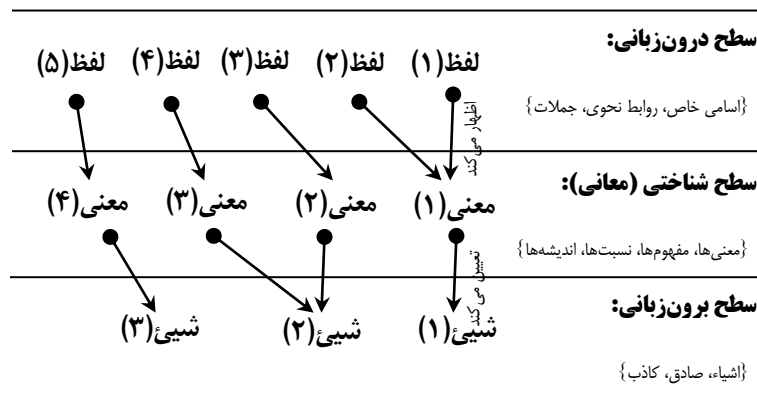 سطح درون‌زبانی:
لفظ(۱) لفظ(۲) لفظ(۳) لفظ(۴) لفظ(۵)
{اسامی خاص، روابط نحوی، جملات}
اظهار می‌کند
سطح شناختی (معانی):
معنی(۱) معنی(۲) معنی(۳) معنی(۴)
{معنی‌ها، مفهوم‌ها، نسبت‌ها، اندیشه‌ها}
تعیین می‌کند
سطح برون‌زبانی:
شیئ(۱) شیئ(۲) شیئ(۳)
{اشیاء، صادق، کاذب}